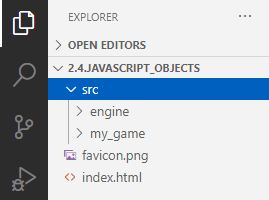 EXPLORER
OPEN EDITORS
2.4.JAVASCRIPT_OBJECTS
src
engine
my_game
favicon.png
index.html